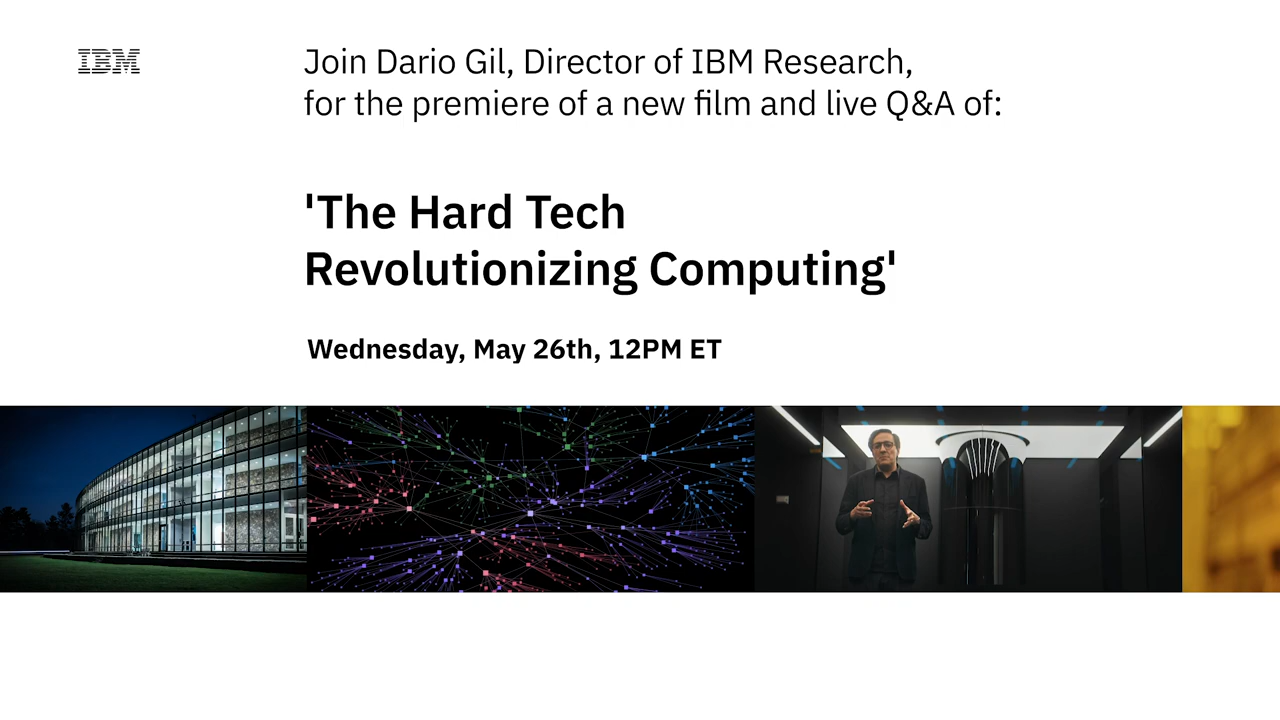 IBM
Join Dario Gil, Director of IBM Research,
for the premiere of a new film and live Q&A of:
'The Hard Tech
Revolutionizing Computing'
Wednesday, May 26th, 12PM ET